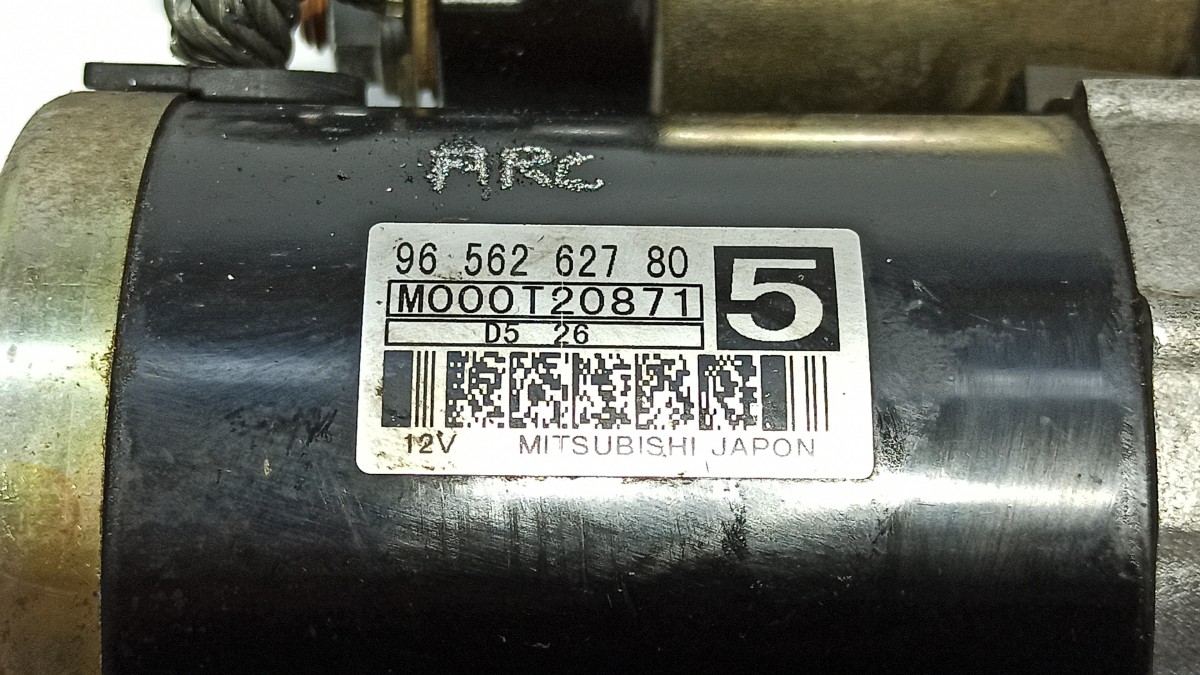 ARC
96 562 627 80
5
M000T20871
D5 26
12V MITSUBISHI JAPON